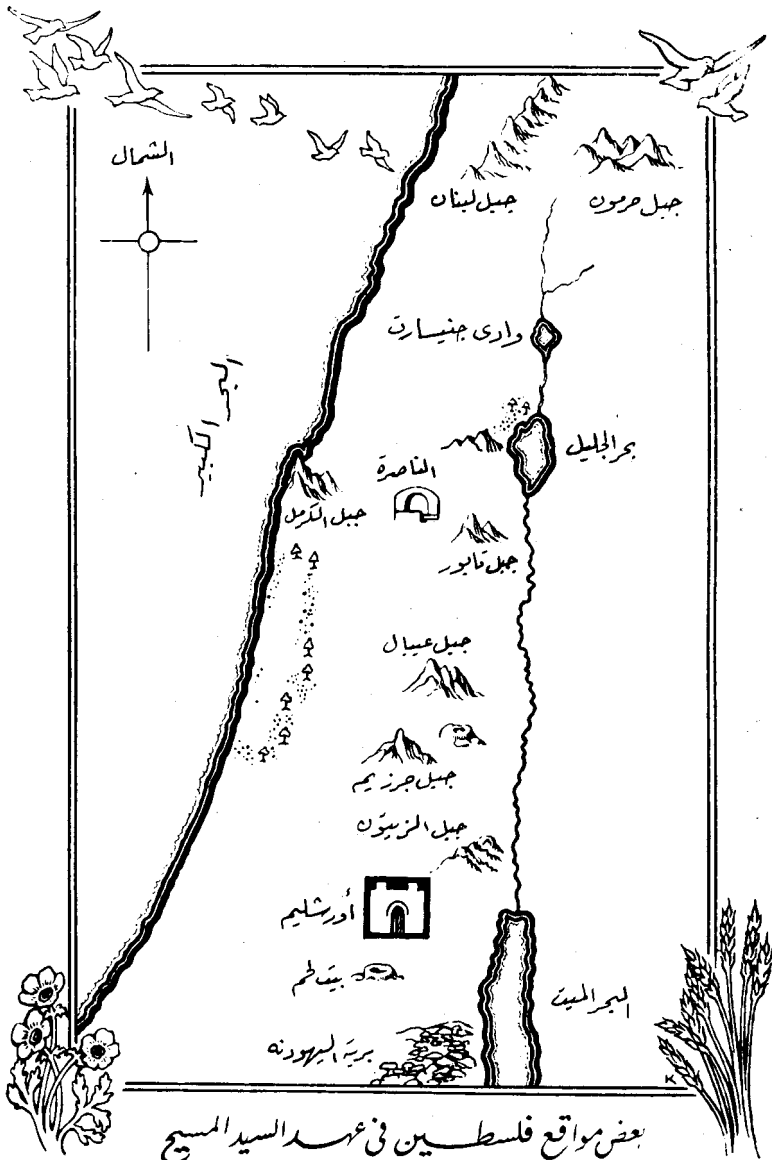 الشمال
جبل لبنان
جبل حرمون
وادى جنيسارت
البحر الكبير
بحر الجليل
الناصرة
جبل الكرمل
جبل تابور
جبل عيبال
جبل جرزيم
جبل الزيتون
أورشليم
بيت لحم
البحر الميت
برية اليهودنه
K
بعض مواقع فلسطين فى عهد السيد المسيح